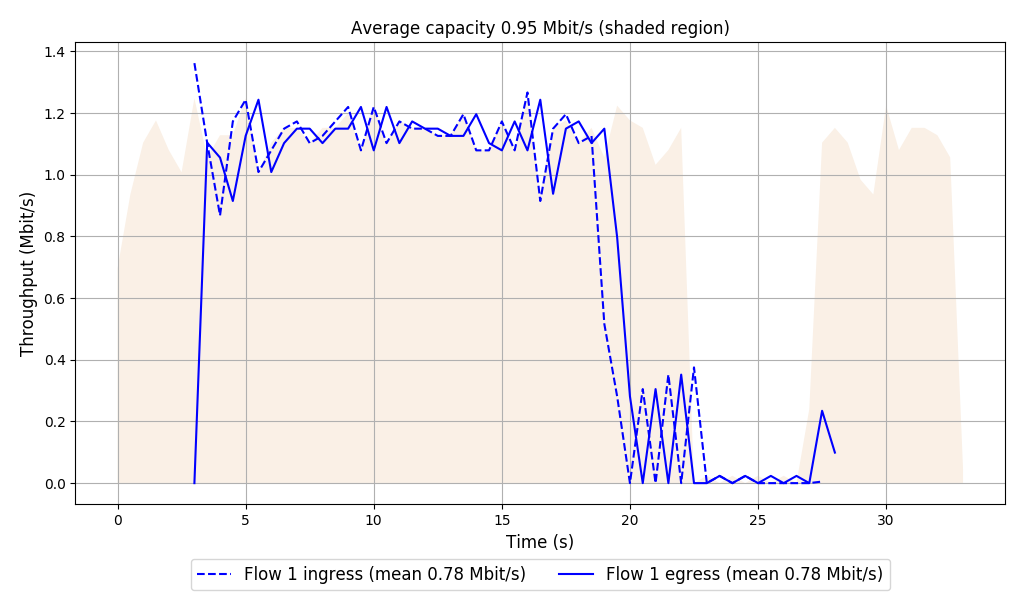 Average capacity 0.95 Mbit/s (shaded region)
1.4
1.2
1.0
0.8
0.6
0.4
0.2
0.0
Throughput (Mbit/s)
0 5 10 15 20 25 30
Time (s)
Flow 1 ingress (mean 0.78 Mbit/s) Flow 1 egress (mean 0.78 Mbit/s)